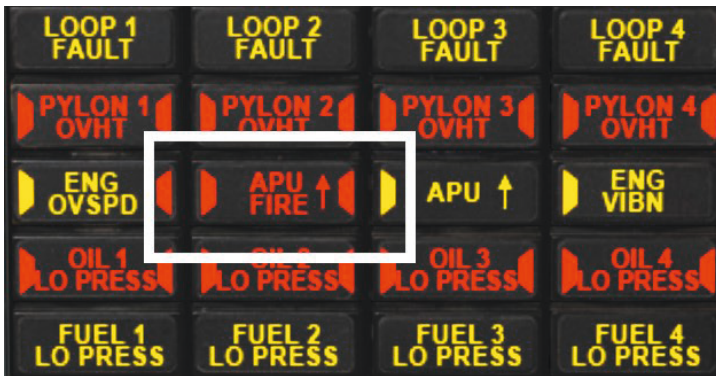 LOOP 1
FAULT
LOOP 2
FAULT
LOOP 3
FAULT
LOOP 4
FAULT
PYLON 1
OVHT
PYLON 2
OVHT
PYLON 3
OVHT
PYLON 4
OVHT
ENG
OVSPD
APU ↑
FIRE
APU ↑
ENG
VIBN
OIL 1
LO PRESS
OIL 2
LO PRESS
OIL 3
LO PRESS
OIL 4
LO PRESS
FUEL 1
LO PRESS
FUEL 2
LO PRESS
FUEL 3
LO PRESS
FUEL 4
LO PRESS